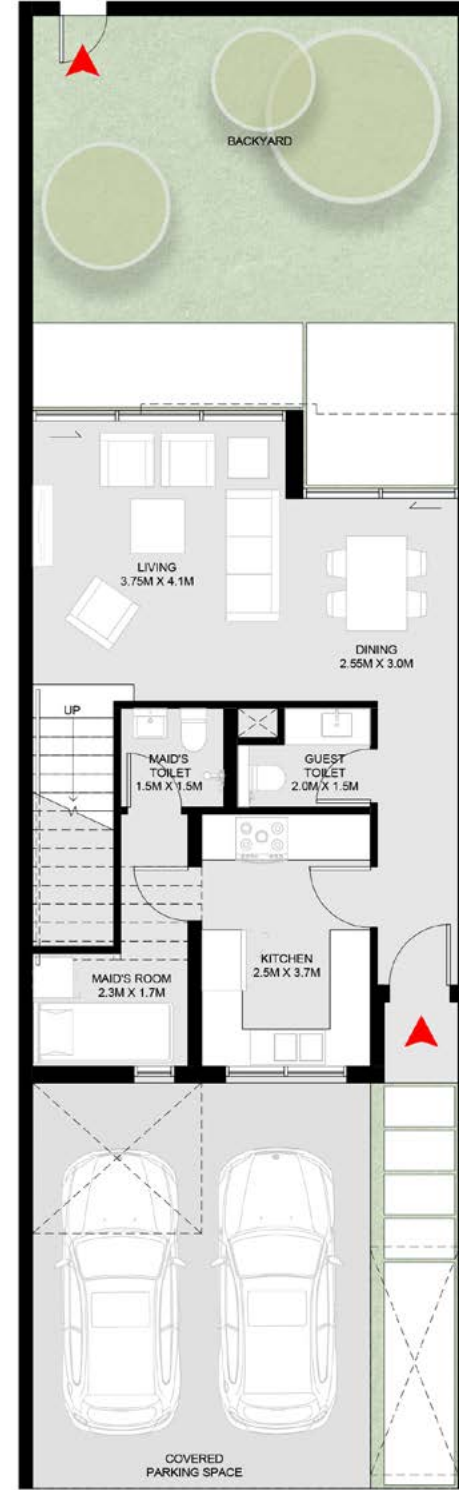 BACKYARD
LIVING
3.75M X 4.1M
DINING
2.55M X 3.0M
UP
MAID'S
TOILET
1.5M X 1.5M
GUEST
TOILET
2.0M X 1.5M
KITCHEN
2.5M X 3.7M
MAID'S ROOM
2.3M X 1.7M
COVERED
PARKING SPACE